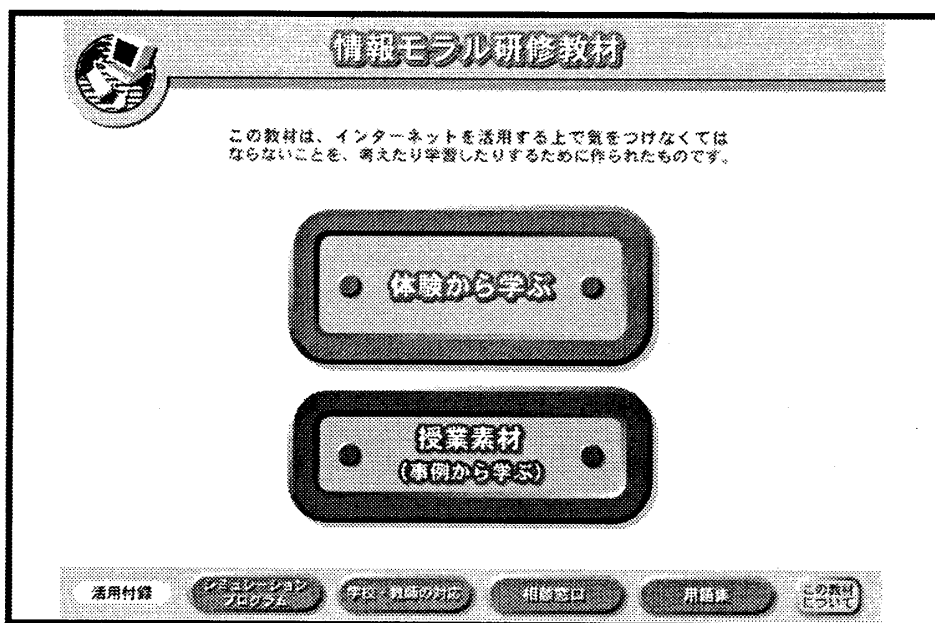 情報モラル研修教材
この教材は、インターネットを活用する上で気をつけなくては
ならないことを、考えたり学習したりするために作られたものです。
体験から学ぶ
授業素材
(事例から学ぶ)
活用付録
シミュレーション
プログラム
学校・教師の対応
相談窓口
用語集
この教材
について